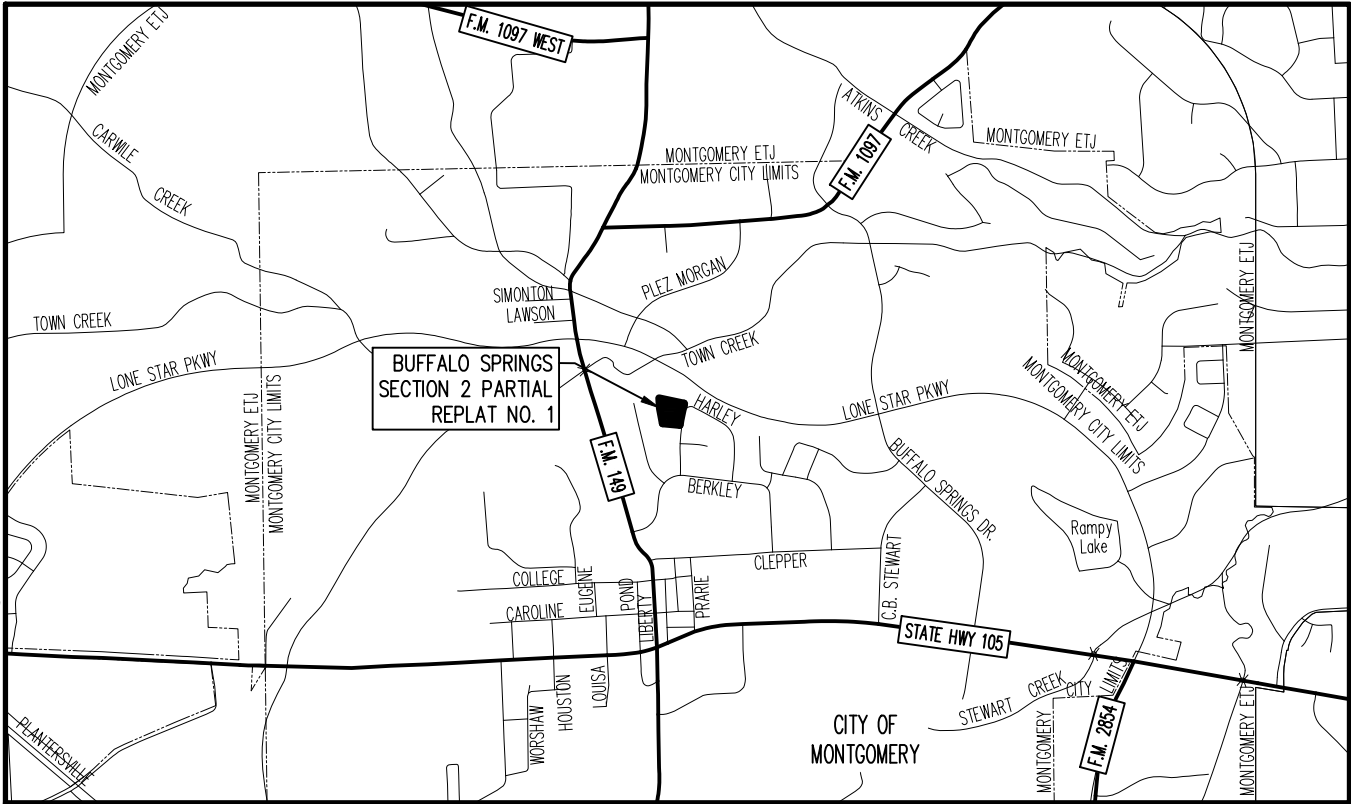 F.M. 1097 WEST
MONTGOMERY ETJ
CARWILE
CREEK
ATKINS
CREEK
MONTGOMERY ETJ
MONTGOMERY ETJ
MONTGOMERY CITY LIMITS
F.M. 1097
PLEZ MORGAN
MONTGOMERY ETJ
SIMONTON
LAWSON
TOWN CREEK
TOWN CREEK
LONE STAR PKWY
BUFFALO SPRINGS
SECTION 2 PARTIAL
REPLAT NO. 1
HARLEY
LONE STAR PKWY
MONTGOMERY ETJ
MONTGOMERY CITY LIMITS
MONTGOMERY ETJ
MONTGOMERY CITY LIMITS
F.M. 149
BERKLEY
BUFFALO SPRINGS DR.
Rampy
Lake
CLEPPER
COLLEGE
EUGENE
POND
LIBERTY
PRARIE
C.B. STEWART
CAROLINE
STATE HWY 105
WORSHAW
HOUSTON
LOUISA
STEWART CREEK
CITY LIMITS
MONTGOMERY
F.M. 2854
MONTGOMERY ETJ
CITY OF
MONTGOMERY
PLANTERSVILLE